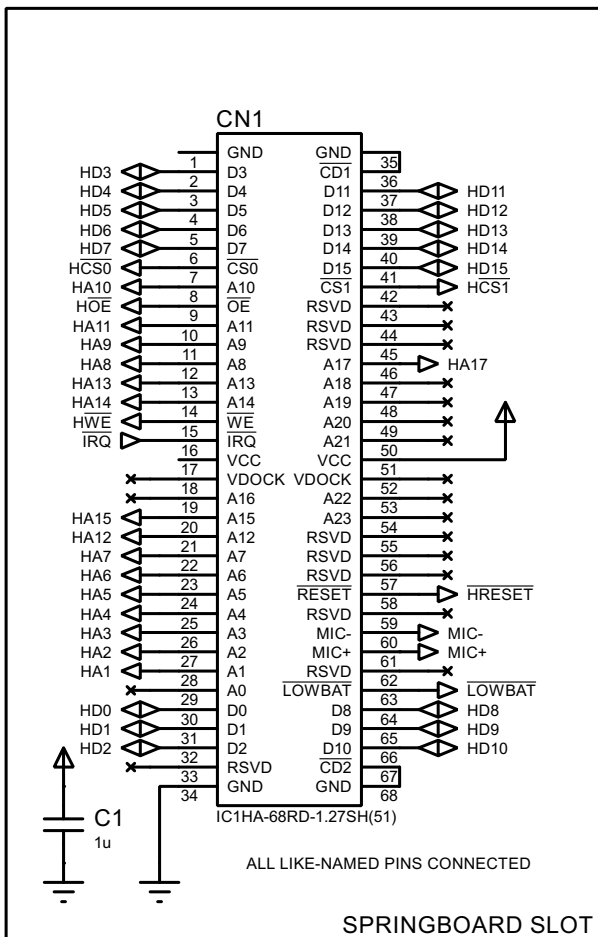 CN1
GND GND
1 35
HD3 D3 CD1
2 36
HD4 D4 D11 HD11
3 37
HD5 D5 D12 HD12
4 38
HD6 D6 D13 HD13
5 39
HD7 D7 D14 HD14
6 40
HCS0 CS0 D15 HD15
7 41
HA10 A10 CS1 HCS1
8 42
HOE OE RSVD
9 43
HA11 A11 RSVD
10 44
HA9 A9 RSVD
11 45
HA8 A8 A17 HA17
12 46
HA13 A13 A18
13 47
HA14 A14 A19
14 48
HWE WE A20
15 49
IRQ IRQ A21
16 50
VCC VCC
17 51
VDOCK VDOCK
18 52
A16 A22
19 53
HA15 A15 A23
20 54
HA12 A12 RSVD
21 55
HA7 A7 RSVD
22 56
HA6 A6 RSVD
23 57
HA5 A5 RESET HRESET
24 58
HA4 A4 RSVD
25 59
HA3 A3 MIC- MIC-
26 60
HA2 A2 MIC+ MIC+
27 61
HA1 A1 RSVD
28 62
A0 LOWBAT LOWBAT
29 63
HD0 D0 D8 HD8
30 64
HD1 D1 D9 HD9
31 65
HD2 D2 D10 HD10
32 66
RSVD CD2
33 67
GND GND
34 68
IC1HA-68RD-1.27SH(51)
C1
1u
ALL LIKE-NAMED PINS CONNECTED
SPRINGBOARD SLOT